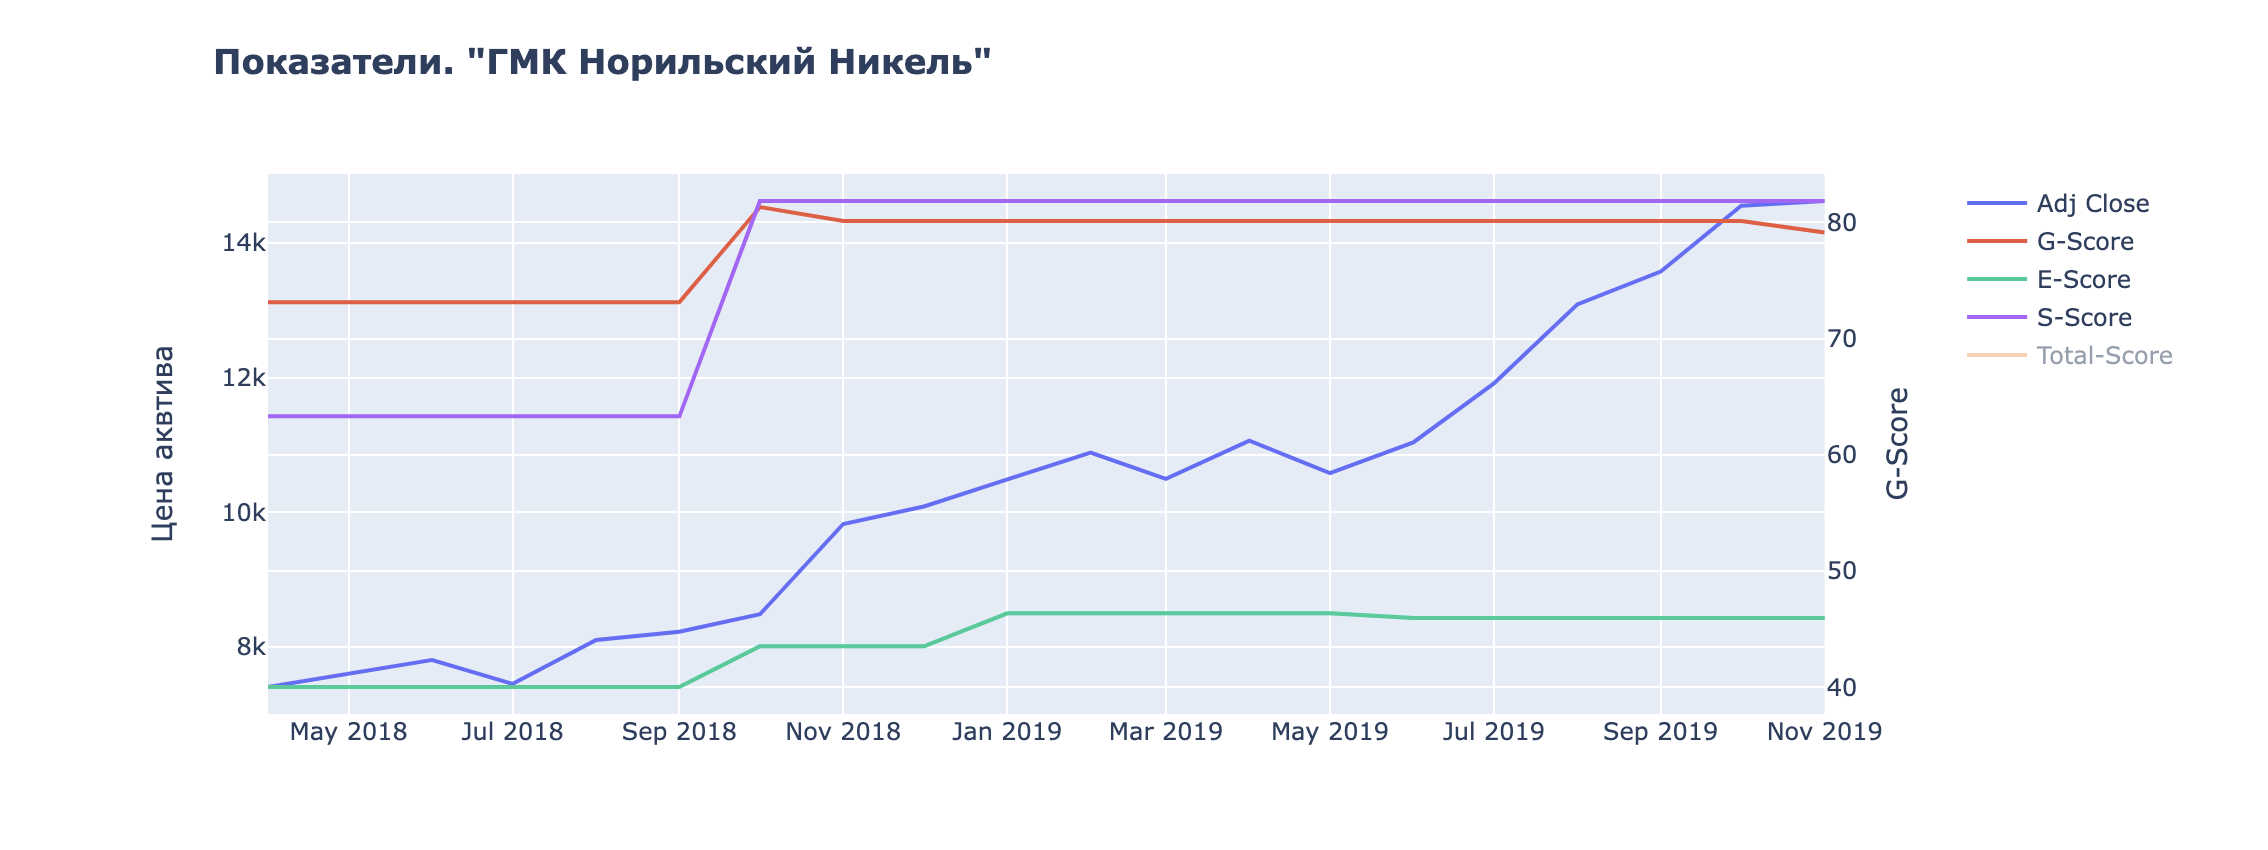 Показатели. "ГМК Норильский Никель"
Adj Close
G-Score
E-Score
S-Score
Total-Score
Цена аквтива
14k
12k
10k
8k
80
70
60
50
40
G-Score
May 2018
Jul 2018
Sep 2018
Nov 2018
Jan 2019
Mar 2019
May 2019
Jul 2019
Sep 2019
Nov 2019